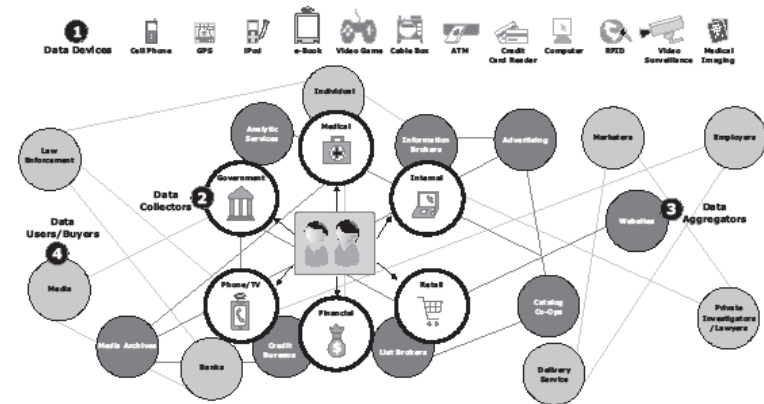 1
Data Devices
Cell Phone
GPS
iPod
e-Book
Video Game
Cable Box
ATM
Credit
Card Reader
Computer
RFID
Video
Surveillance
Medical
Imaging
Individual
Law
Enforcement
Analytic
Services
Medical
Information
Brokers
Advertising
Marketers
Employers
Government
Internal
Data
Collectors
2
Websites
3
Data
Aggregators
Data
Users/Buyers
4
Media
Phone/TV
Financial
Retail
Catalog
Co-Ops
Private
Investigators
/Lawyers
Media Archives
Credit
Bureaus
List Brokers
Banks
Delivery
Service